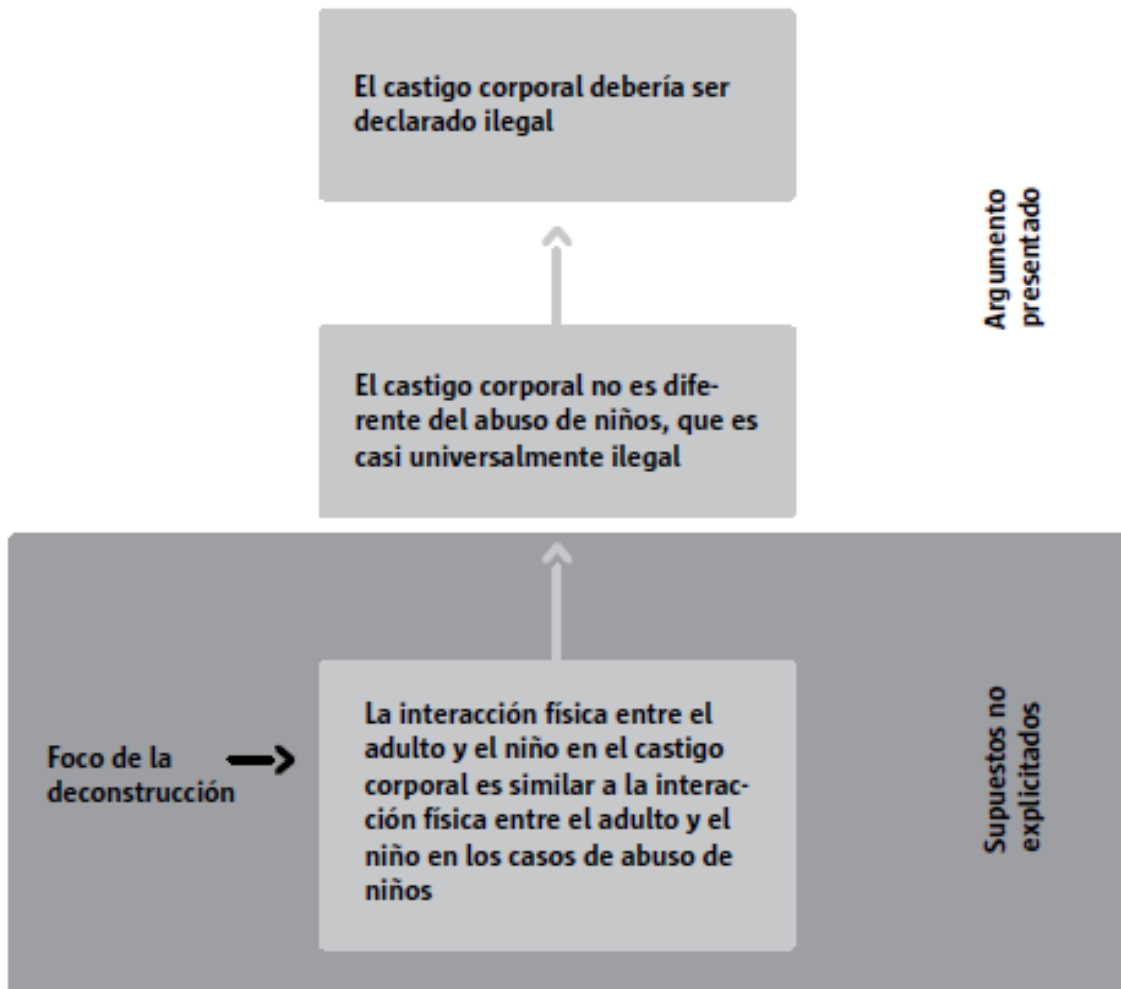 El castigo corporal debería ser
declarado ilegal
Argumento
presentado
El castigo corporal no es dife-
rente del abuso de niños, que es
casi universalmente ilegal
Foco de la
deconstrucción
La interacción física entre el
adulto y el niño en el castigo
corporal es similar a la interac-
ción física entre el adulto y el
niño en los casos de abuso de
niños
Supuestos no
explicitados